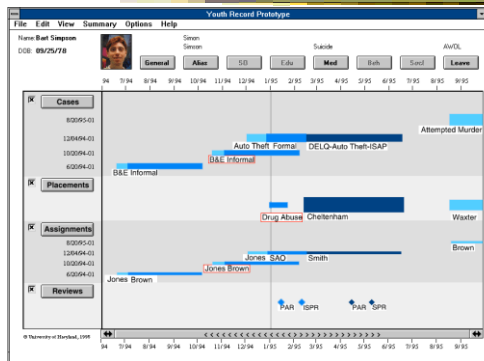 Youth Record Prototype
File Edit View Summary Options Help
Name: Bart Simpson
DOB: 09/25/78
Simon
Simson
Suicide
AWOL
General Alias SB Edu Med Beh Socl Leave
94 7/94 8/94 9/94 10/94 11/94 12/94 1/95 2/95 3/95 4/95 5/95 6/95 7/95 8/95 9/95
Cases
8/20/95-01
Attempted Murder
12/04/94-01
Auto Theft Formal DELQ-Auto Theft-ISAP
10/20/94-01
B&E Informal
6/20/94-01
B&E Informal
Placements
Drug Abuse Cheltenham Waxter
Assignments
8/20/95-01
Brown
12/04/94-01
Jones SAO Smith
10/20/94-01
Jones Brown
6/20/94-01
Jones Brown
Reviews
PAR ISPR PAR SPR
© University of Maryland, 1995
94 7/94 8/94 9/94 10/94 11/94 12/94 1/95 2/95 3/95 4/95 5/95 6/95 7/95 8/95 9/95